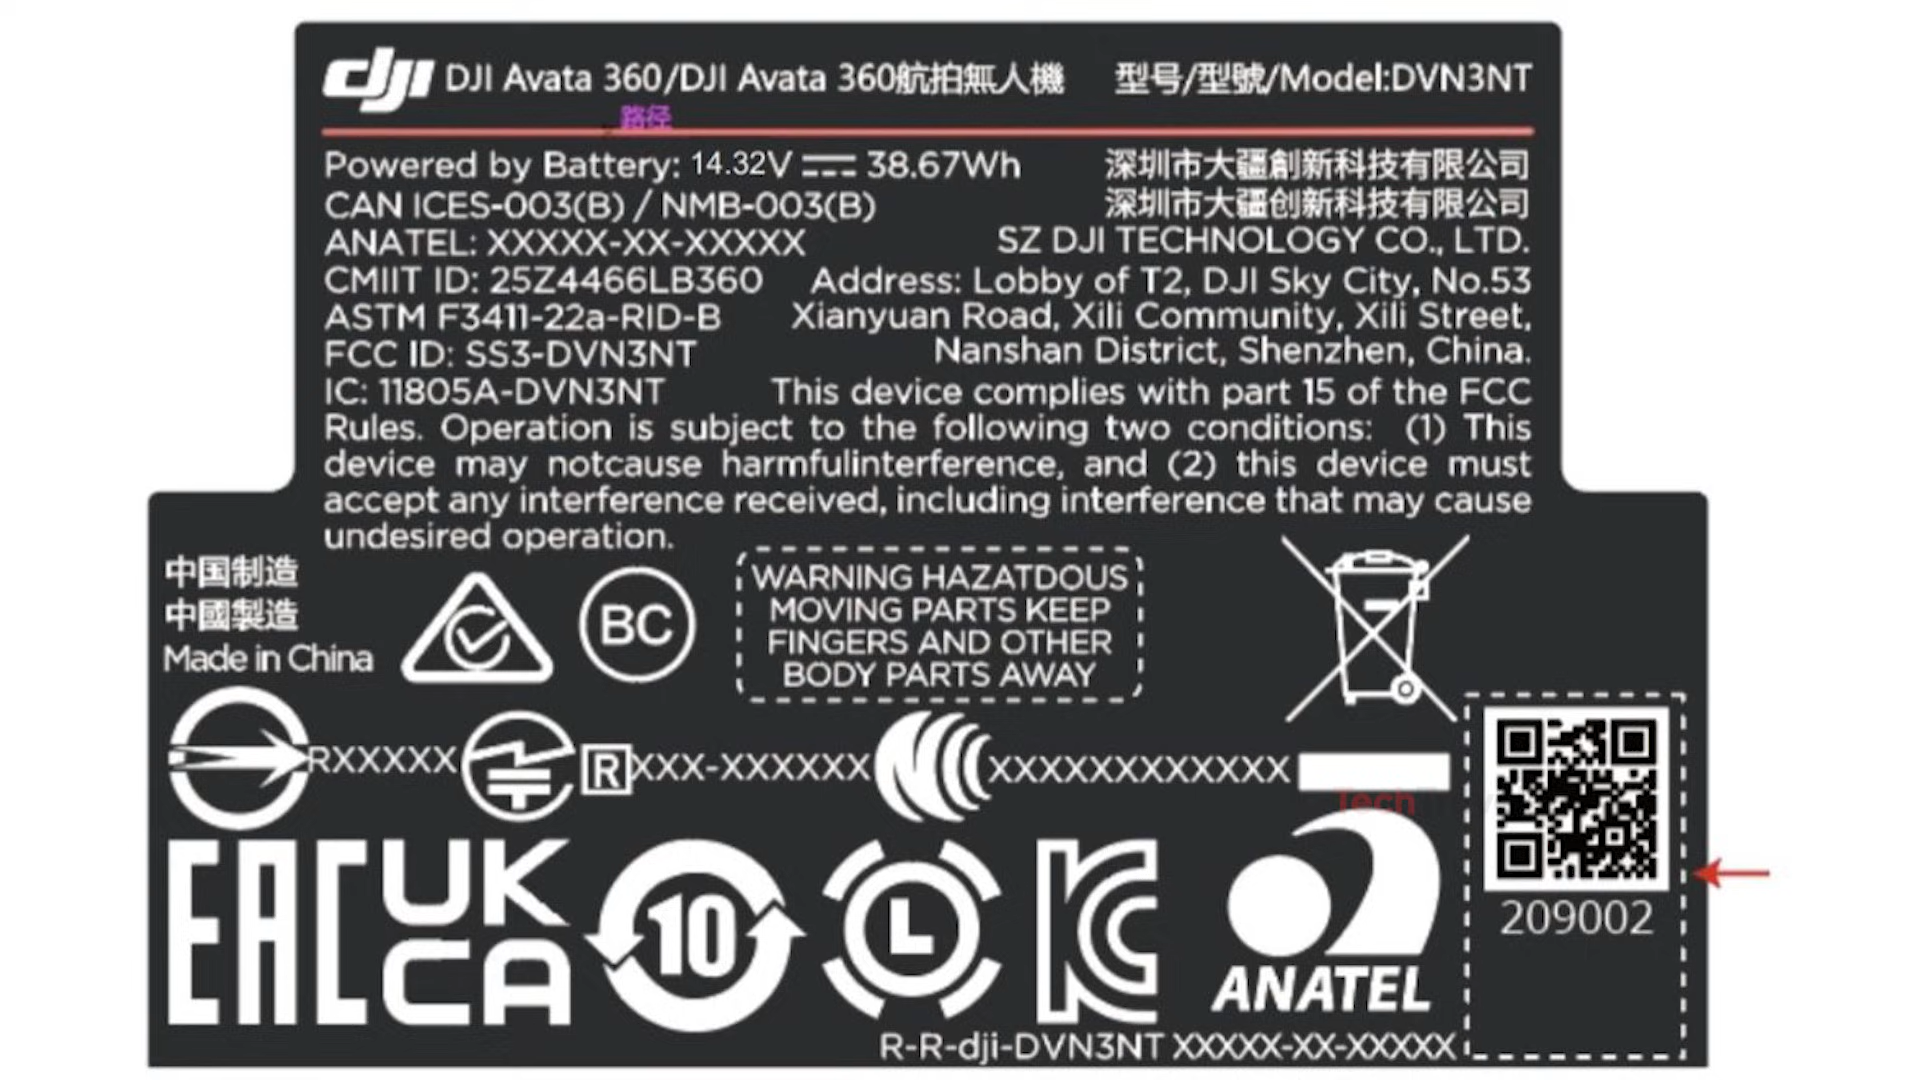 dji DJI Avata 360/DJI Avata 360航拍無人機 型号/型號/Model:DVN3NT
路径
Powered by Battery: 14.32V 38.67Wh
深圳市大疆創新科技有限公司
CAN ICES-003(B) / NMB-003(B)
深圳市大疆创新科技有限公司
ANATEL: XXXXX-XX-XXXXX
SZ DJI TECHNOLOGY CO., LTD.
CMIIT ID: 25Z4466LB360
Address: Lobby of T2, DJI Sky City, No.53
ASTM F3411-22a-RID-B
Xianyuan Road, Xili Community, Xili Street,
FCC ID: SS3-DVN3NT
Nanshan District, Shenzhen, China.
IC: 11805A-DVN3NT This device complies with part 15 of the FCC
Rules. Operation is subject to the following two conditions: (1) This
device may notcause harmfulinterference, and (2) this device must
accept any interference received, including interference that may cause
undesired operation.
中国制造
中國製造
Made in China
BC
WARNING HAZATDOUS
MOVING PARTS KEEP
FINGERS AND OTHER
BODY PARTS AWAY
RXXXXX
R XXX-XXXXXX
XXXXXXXXXXXX
Tech
EAC
UK
CA
10
L
KC
ANATEL
209002
R-R-dji-DVN3NT XXXXX-XX-XXXXX